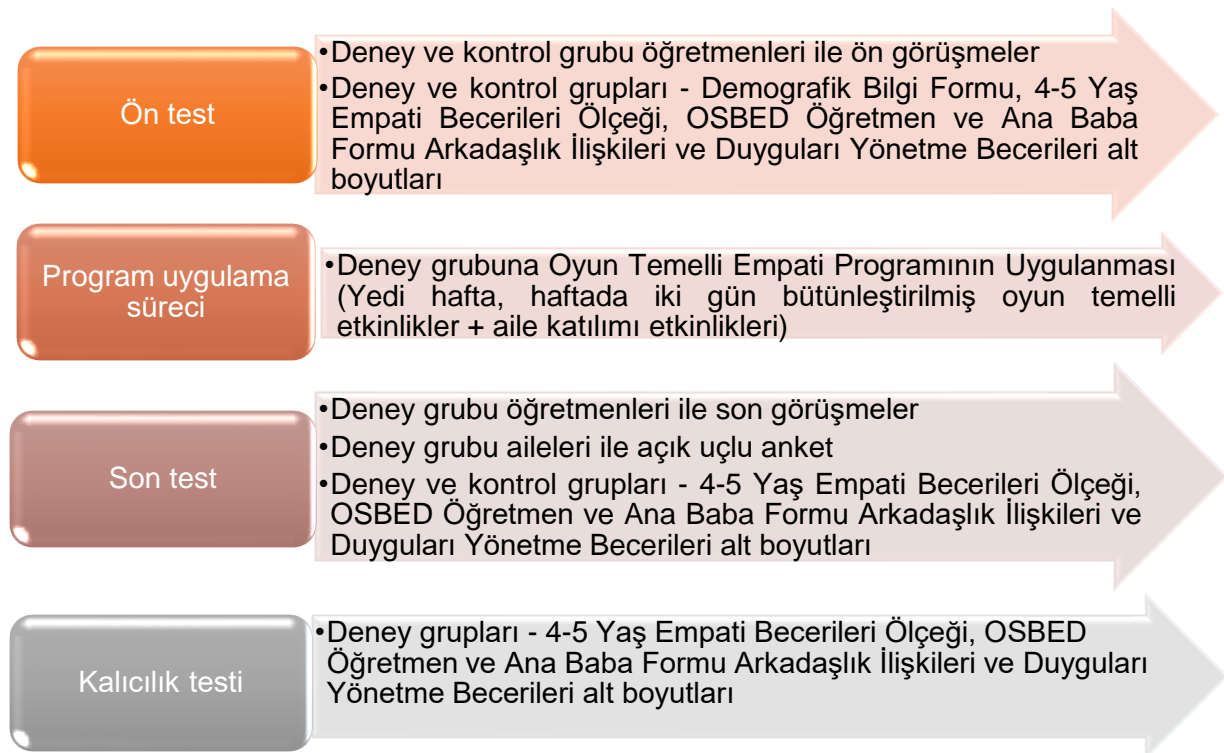 Ön test
•Deney ve kontrol grubu öğretmenleri ile ön görüşmeler
•Deney ve kontrol grupları - Demografik Bilgi Formu, 4-5 Yaş
Empati Becerileri Ölçeği, OSBED Öğretmen ve Ana Baba
Formu Arkadaşlık İlişkileri ve Duyguları Yönetme Becerileri alt
boyutları
Program uygulama
süreci
•Deney grubuna Oyun Temelli Empati Programının Uygulanması
(Yedi hafta, haftada iki gün bütünleştirilmiş oyun temelli
etkinlikler + aile katılımı etkinlikleri)
Son test
•Deney grubu öğretmenleri ile son görüşmeler
•Deney grubu aileleri ile açık uçlu anket
•Deney ve kontrol grupları - 4-5 Yaş Empati Becerileri Ölçeği,
OSBED Öğretmen ve Ana Baba Formu Arkadaşlık İlişkileri ve
Duyguları Yönetme Becerileri alt boyutları
Kalıcılık testi
•Deney grupları - 4-5 Yaş Empati Becerileri Ölçeği, OSBED
Öğretmen ve Ana Baba Formu Arkadaşlık İlişkileri ve Duyguları
Yönetme Becerileri alt boyutları